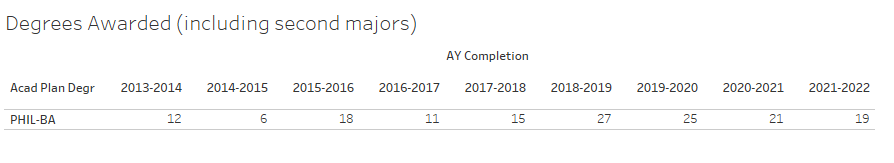 Degrees Awarded (including second majors)
AY Completion
Acad Plan Degr 2013-2014 2014-2015 2015-2016 2016-2017 2017-2018 2018-2019 2019-2020 2020-2021 2021-2022
PHIL-BA 12 6 18 11 15 27 25 21 19